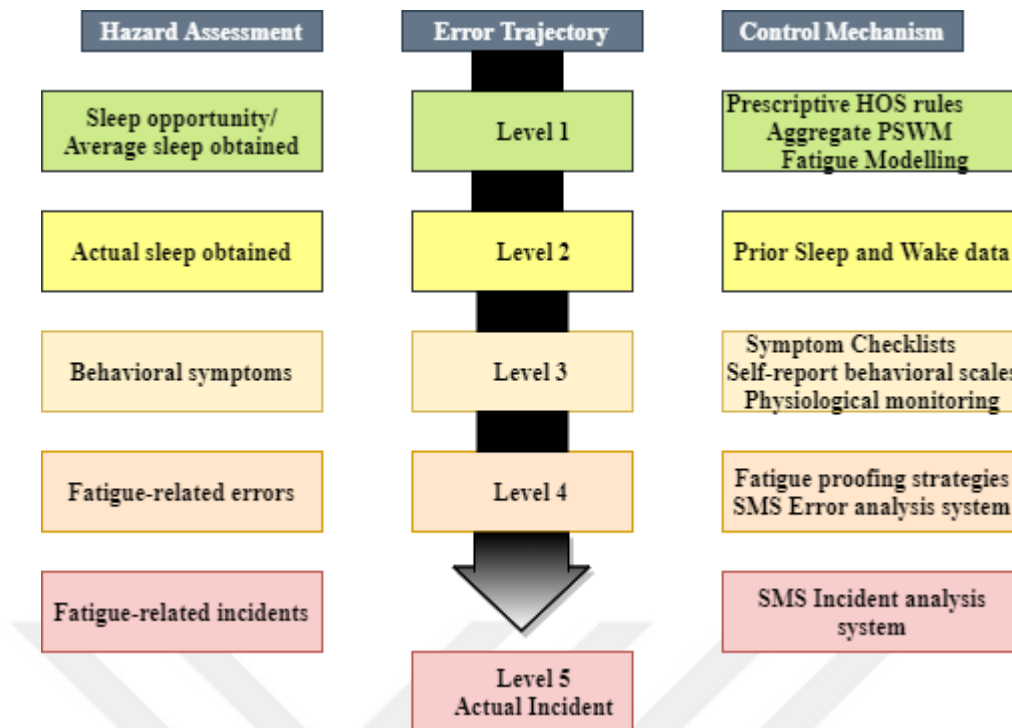 Hazard Assessment
Error Trajectory
Control Mechanism
Sleep opportunity/
Average sleep obtained
Level 1
Prescriptive HOS rules
Aggregate PSWM
Fatigue Modelling
Actual sleep obtained
Level 2
Prior Sleep and Wake data
Behavioral symptoms
Level 3
Symptom Checklists
Self-report behavioral scales
Physiological monitoring
Fatigue-related errors
Level 4
Fatigue proofing strategies
SMS Error analysis system
Fatigue-related incidents
SMS Incident analysis
system
Level 5
Actual Incident